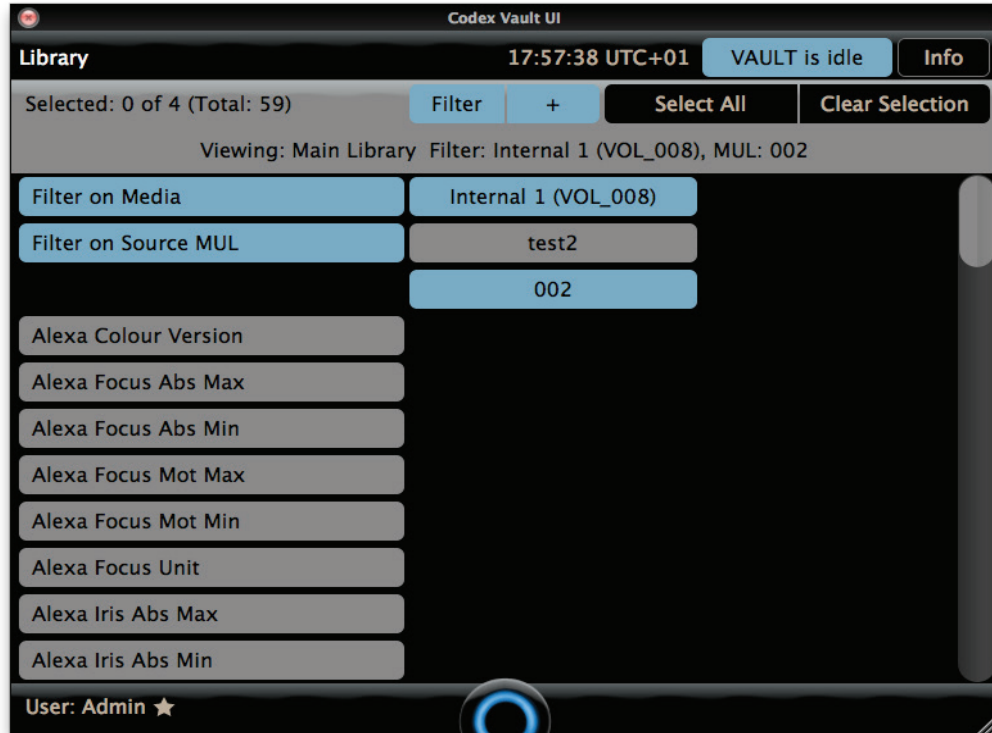 Codex Vault UI
Library 17:57:38 UTC+01 VAULT is idle Info
Selected: 0 of 4 (Total: 59) Filter + Select All Clear Selection
Viewing: Main Library Filter: Internal 1 (VOL_008), MUL: 002
Filter on Media Internal 1 (VOL_008)
Filter on Source MUL test2
002
Alexa Colour Version
Alexa Focus Abs Max
Alexa Focus Abs Min
Alexa Focus Mot Max
Alexa Focus Mot Min
Alexa Focus Unit
Alexa Iris Abs Max
Alexa Iris Abs Min
User: Admin ★